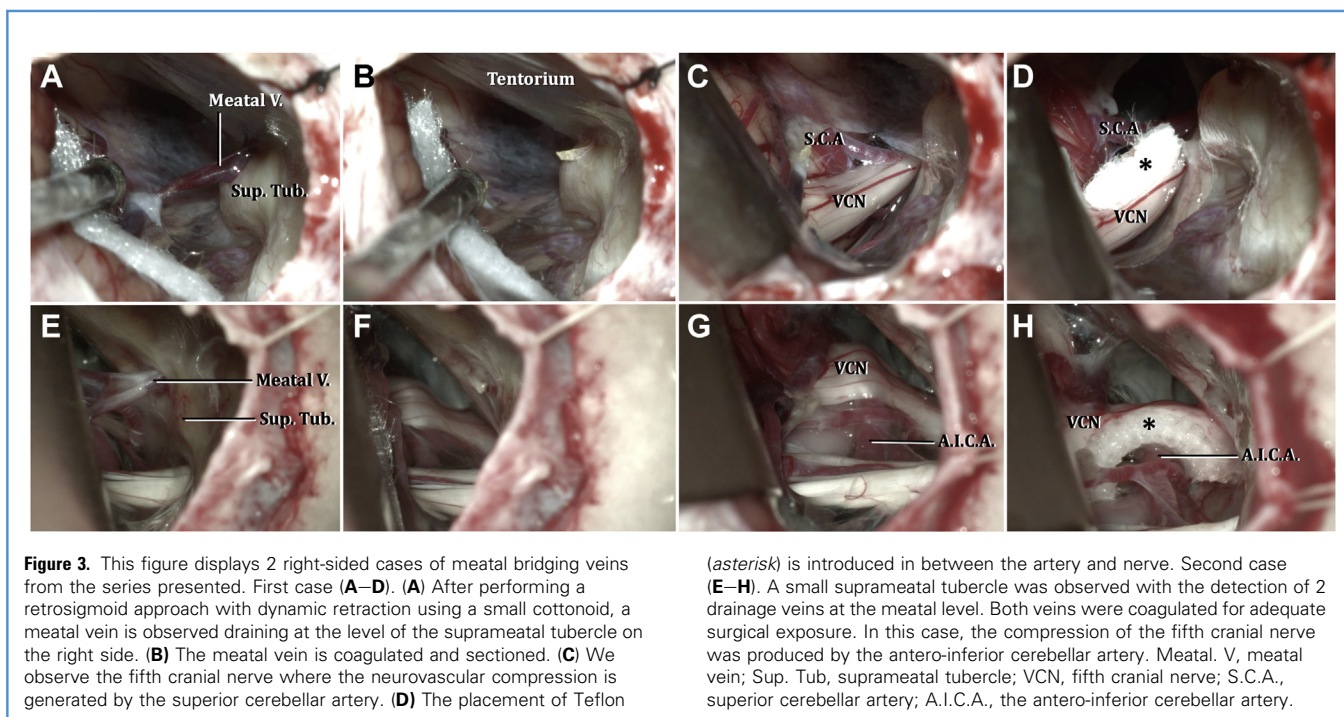 A
Meatal V.
Sup. Tub.
B
Tentorium
C
S.C.A
VCN
D
S.C.A
*
VCN
E
Meatal V.
Sup. Tub.
F
G
VCN
A.I.C.A.
H
VCN
*
A.I.C.A.
Figure 3. This figure displays 2 right-sided cases of meatal bridging veins
from the series presented. First case (A–D). (A) After performing a
retrosigmoid approach with dynamic retraction using a small cottonoid, a
meatal vein is observed draining at the level of the suprameatal tubercle on
the right side. (B) The meatal vein is coagulated and sectioned. (C) We
observe the fifth cranial nerve where the neurovascular compression is
generated by the superior cerebellar artery. (D) The placement of Teflon
(asterisk) is introduced in between the artery and nerve. Second case
(E–H). A small suprameatal tubercle was observed with the detection of 2
drainage veins at the meatal level. Both veins were coagulated for adequate
surgical exposure. In this case, the compression of the fifth cranial nerve
was produced by the antero-inferior cerebellar artery. Meatal. V, meatal
vein; Sup. Tub, suprameatal tubercle; VCN, fifth cranial nerve; S.C.A.,
superior cerebellar artery; A.I.C.A., the antero-inferior cerebellar artery.